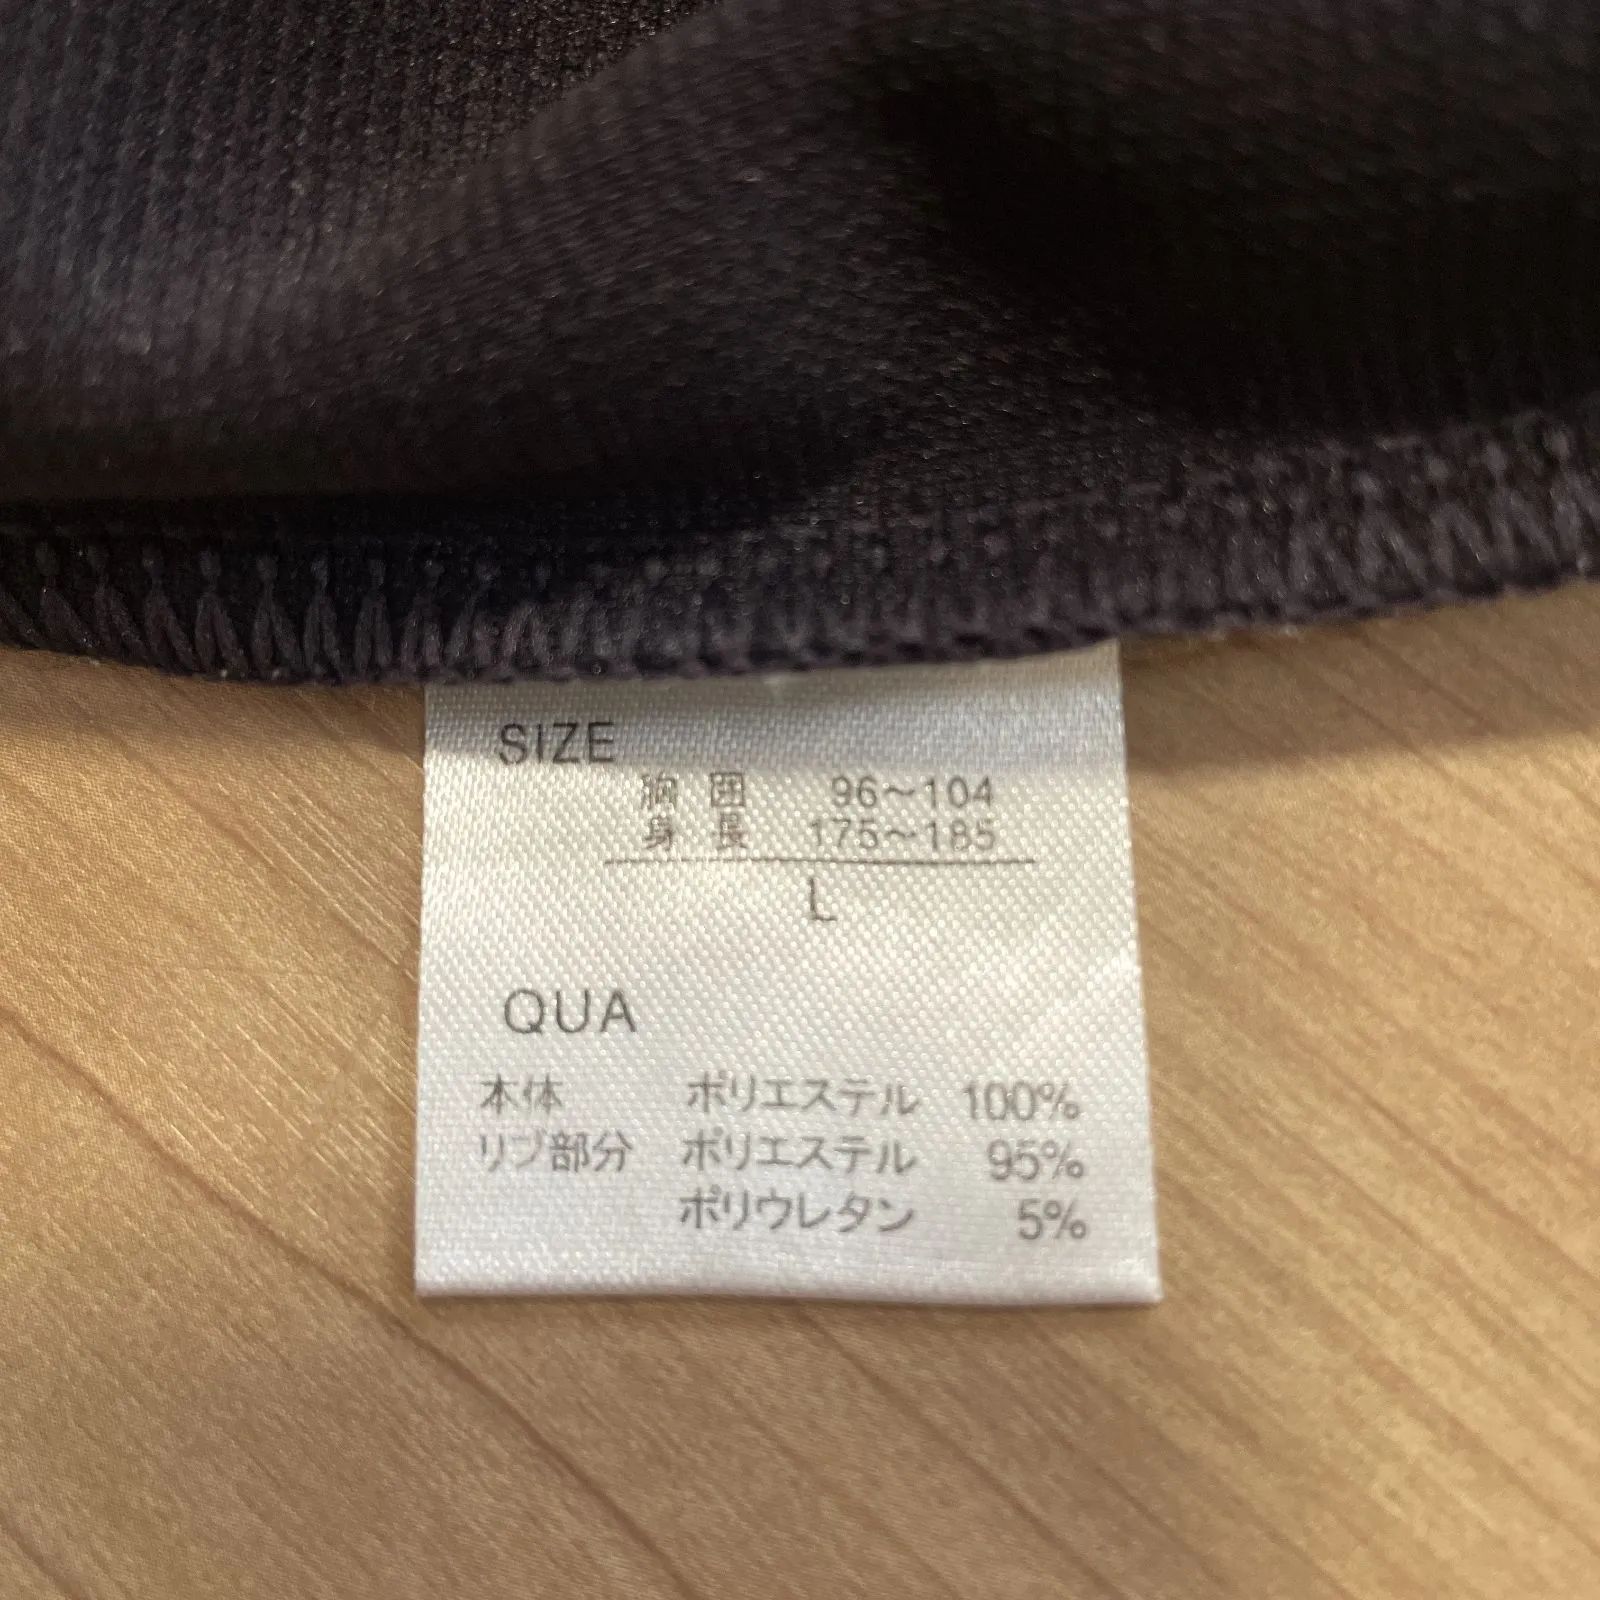 SIZE
胸囲 96～104
身長 175～185
L
QUA
本体 ポリエステル 100%
リブ部分 ポリエステル 95%
ポリウレタン 5%